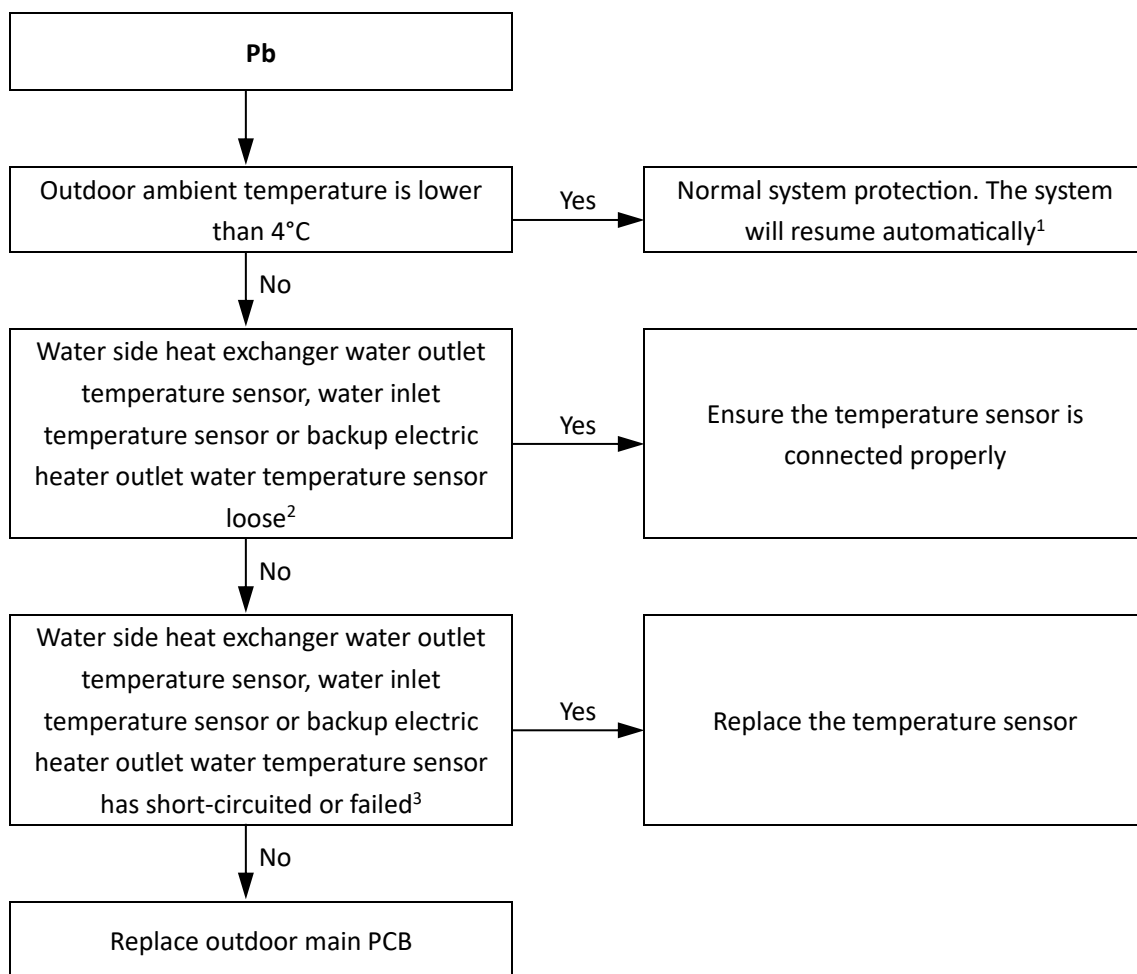 Pb
Outdoor ambient temperature is lower
than 4°C
Yes
Normal system protection. The system
will resume automatically¹
No
Water side heat exchanger water outlet
temperature sensor, water inlet
temperature sensor or backup electric
heater outlet water temperature sensor
loose²
Yes
Ensure the temperature sensor is
connected properly
No
Water side heat exchanger water outlet
temperature sensor, water inlet
temperature sensor or backup electric
heater outlet water temperature sensor
has short-circuited or failed³
Yes
Replace the temperature sensor
No
Replace outdoor main PCB